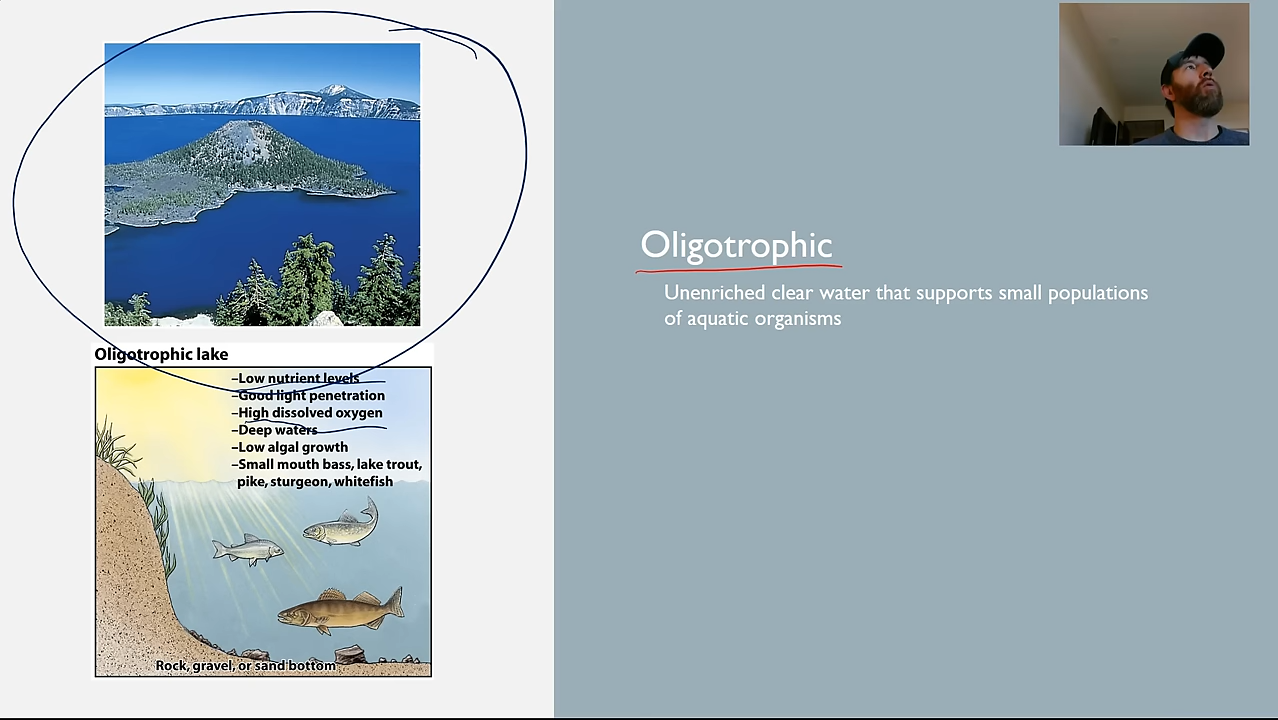 Oligotrophic
Unenriched clear water that supports small populations
of aquatic organisms
Oligotrophic lake
–Low nutrient levels
–Good light penetration
–High dissolved oxygen
–Deep waters
–Low algal growth
–Small mouth bass, lake trout,
pike, sturgeon, whitefish
Rock, gravel, or sand bottom